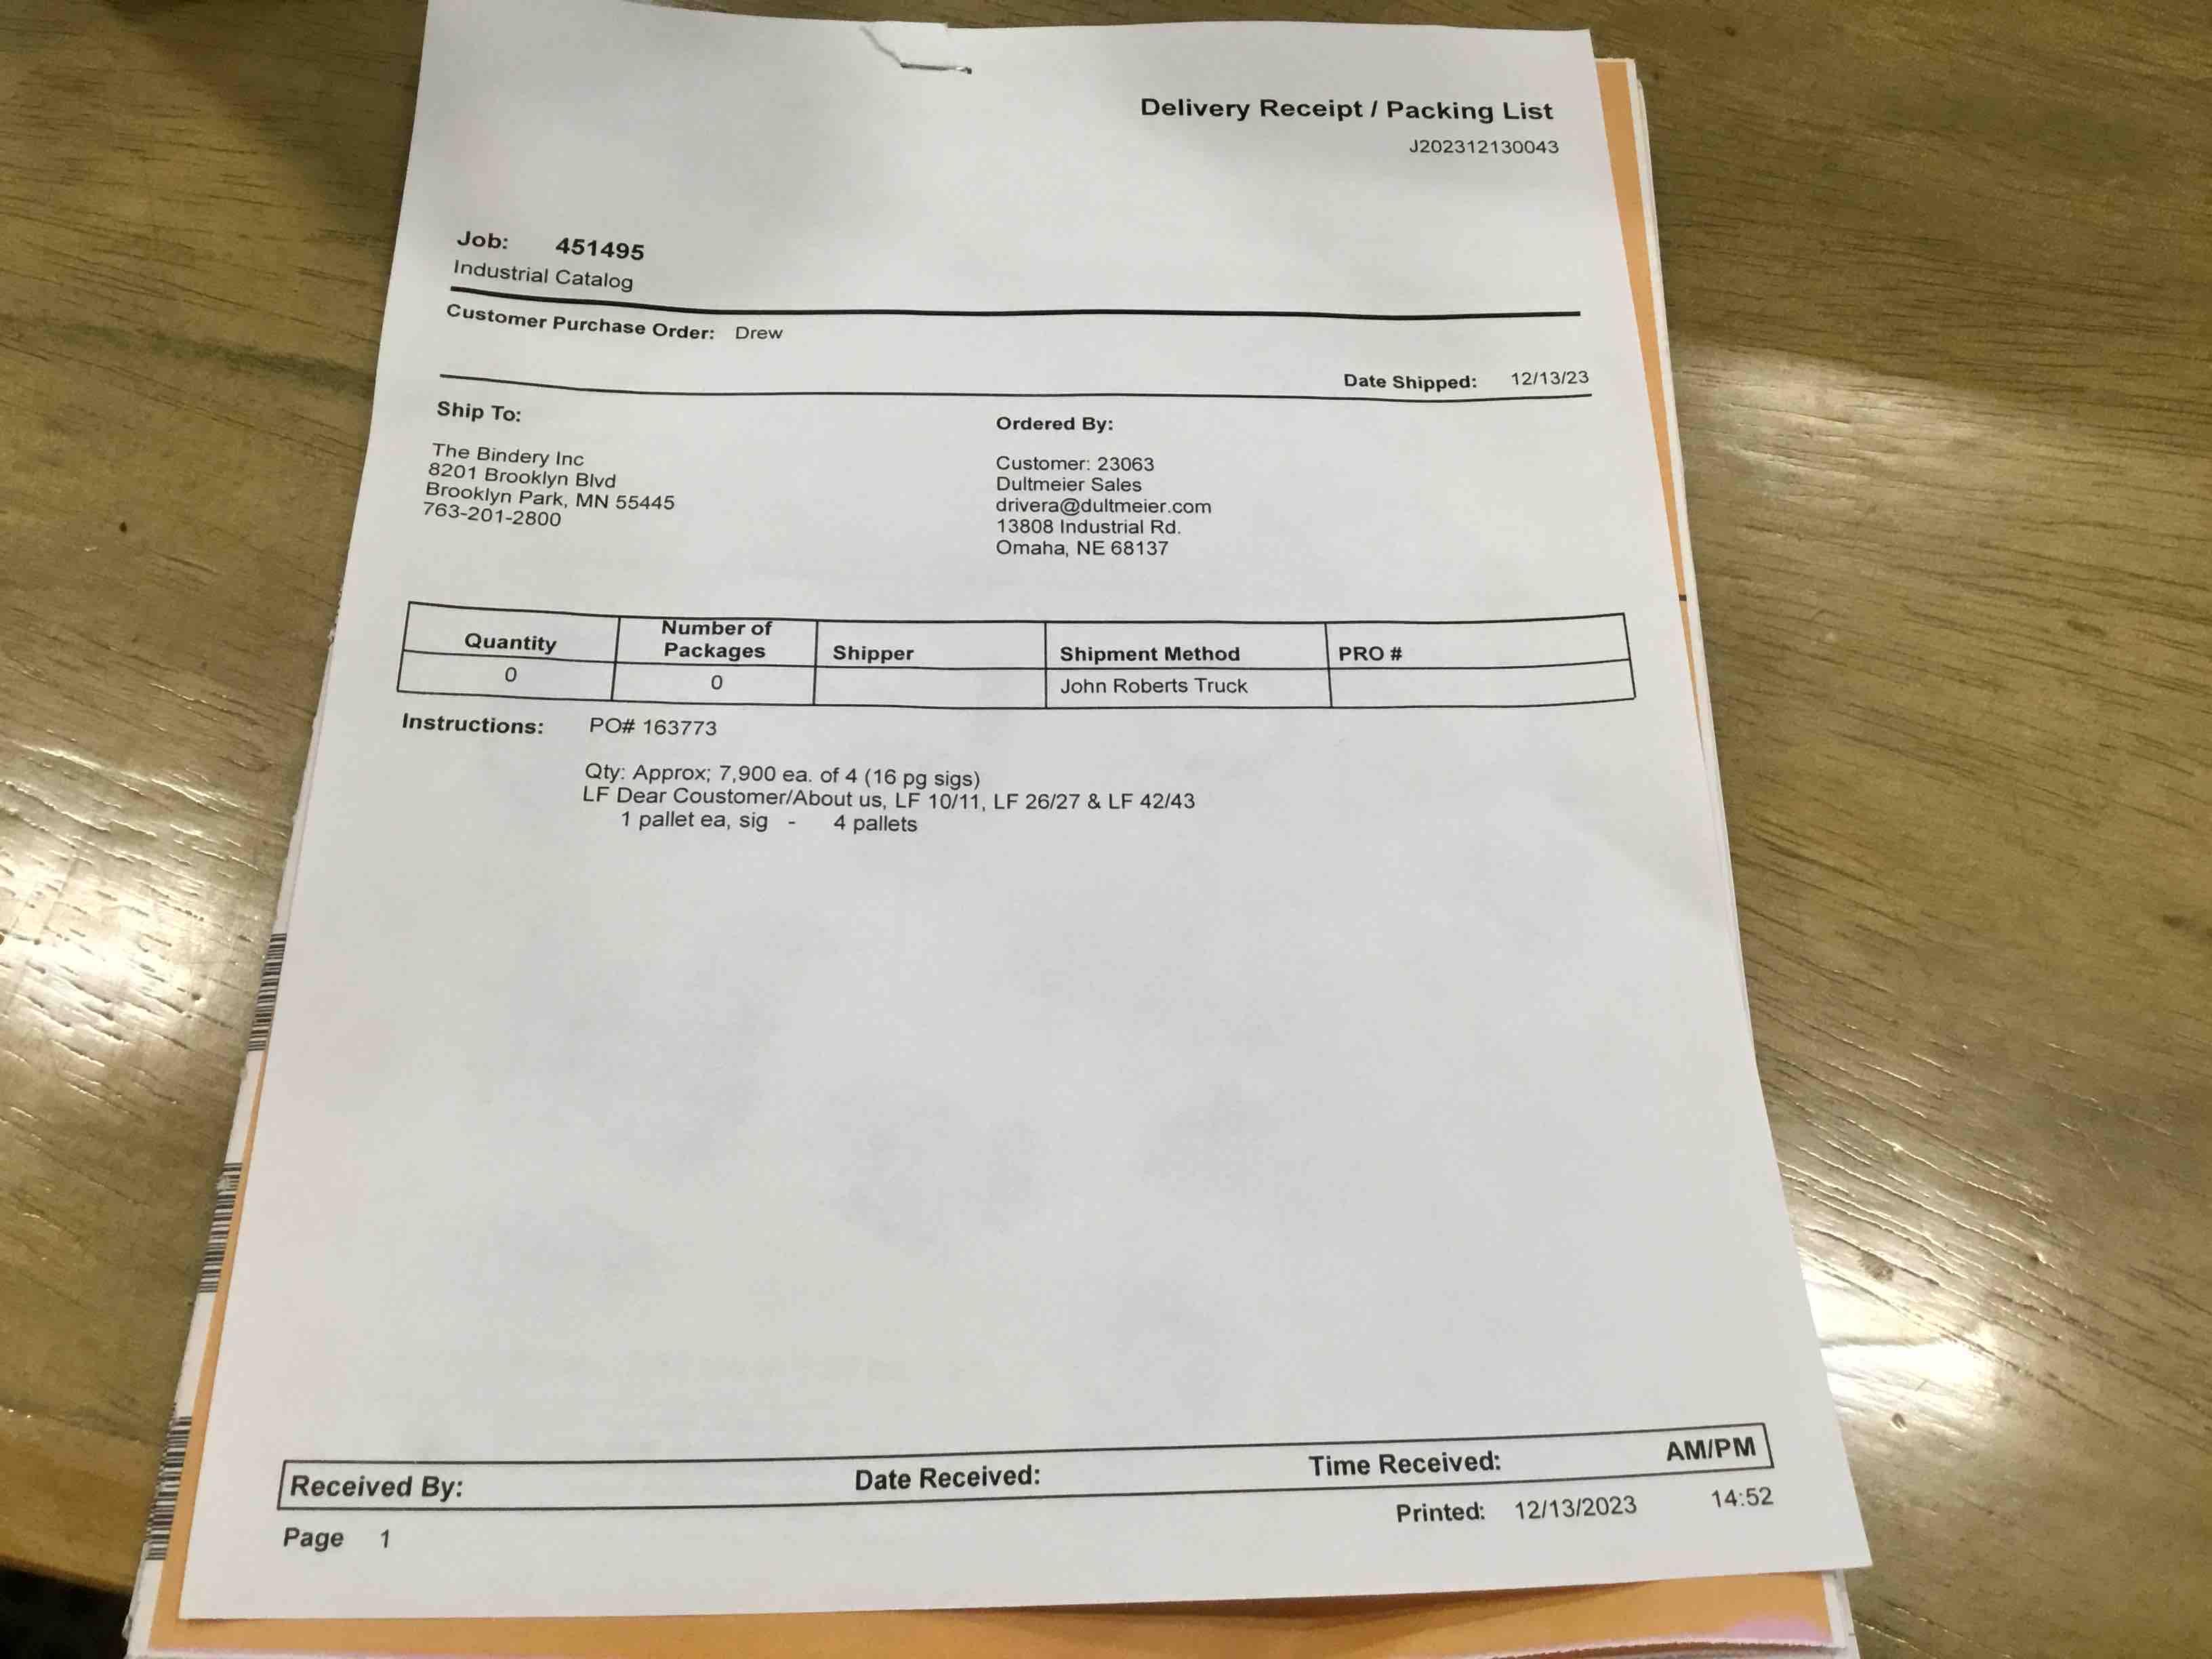 Delivery Receipt / Packing List
J202312130043
Job: 451495
Industrial Catalog
Customer Purchase Order: Drew
Date Shipped: 12/13/23
Ship To:
The Bindery Inc
8201 Brooklyn Blvd
Brooklyn Park, MN 55445
763-201-2800
Ordered By:
Customer: 23063
Dultmeier Sales
drivera@dultmeier.com
13808 Industrial Rd.
Omaha, NE 68137
Quantity Number of Packages Shipper Shipment Method PRO #
0 0 John Roberts Truck
Instructions: PO# 163773
Qty: Approx; 7,900 ea. of 4 (16 pg sigs)
LF Dear Coustomer/About us, LF 10/11, LF 26/27 & LF 42/43
1 pallet ea, sig - 4 pallets
Received By: Date Received: Time Received: AM/PM
Printed: 12/13/2023 14:52
Page 1